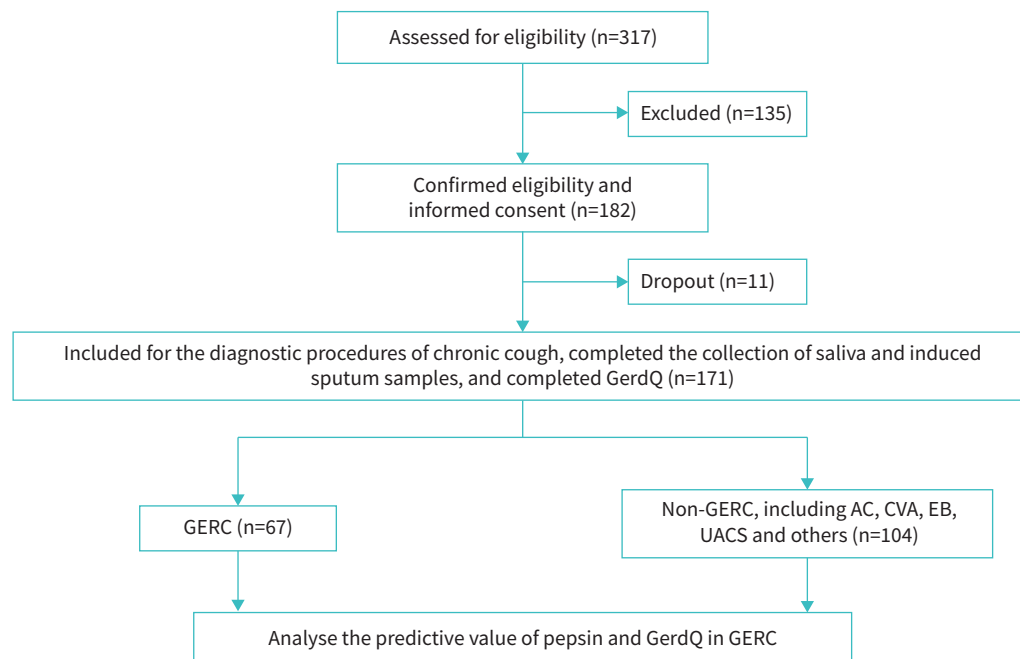 Assessed for eligibility (n=317)
Excluded (n=135)
Confirmed eligibility and
informed consent (n=182)
Dropout (n=11)
Included for the diagnostic procedures of chronic cough, completed the collection of saliva and induced
sputum samples, and completed GerdQ (n=171)
GERC (n=67)
Non-GERC, including AC, CVA, EB,
UACS and others (n=104)
Analyse the predictive value of pepsin and GerdQ in GERC